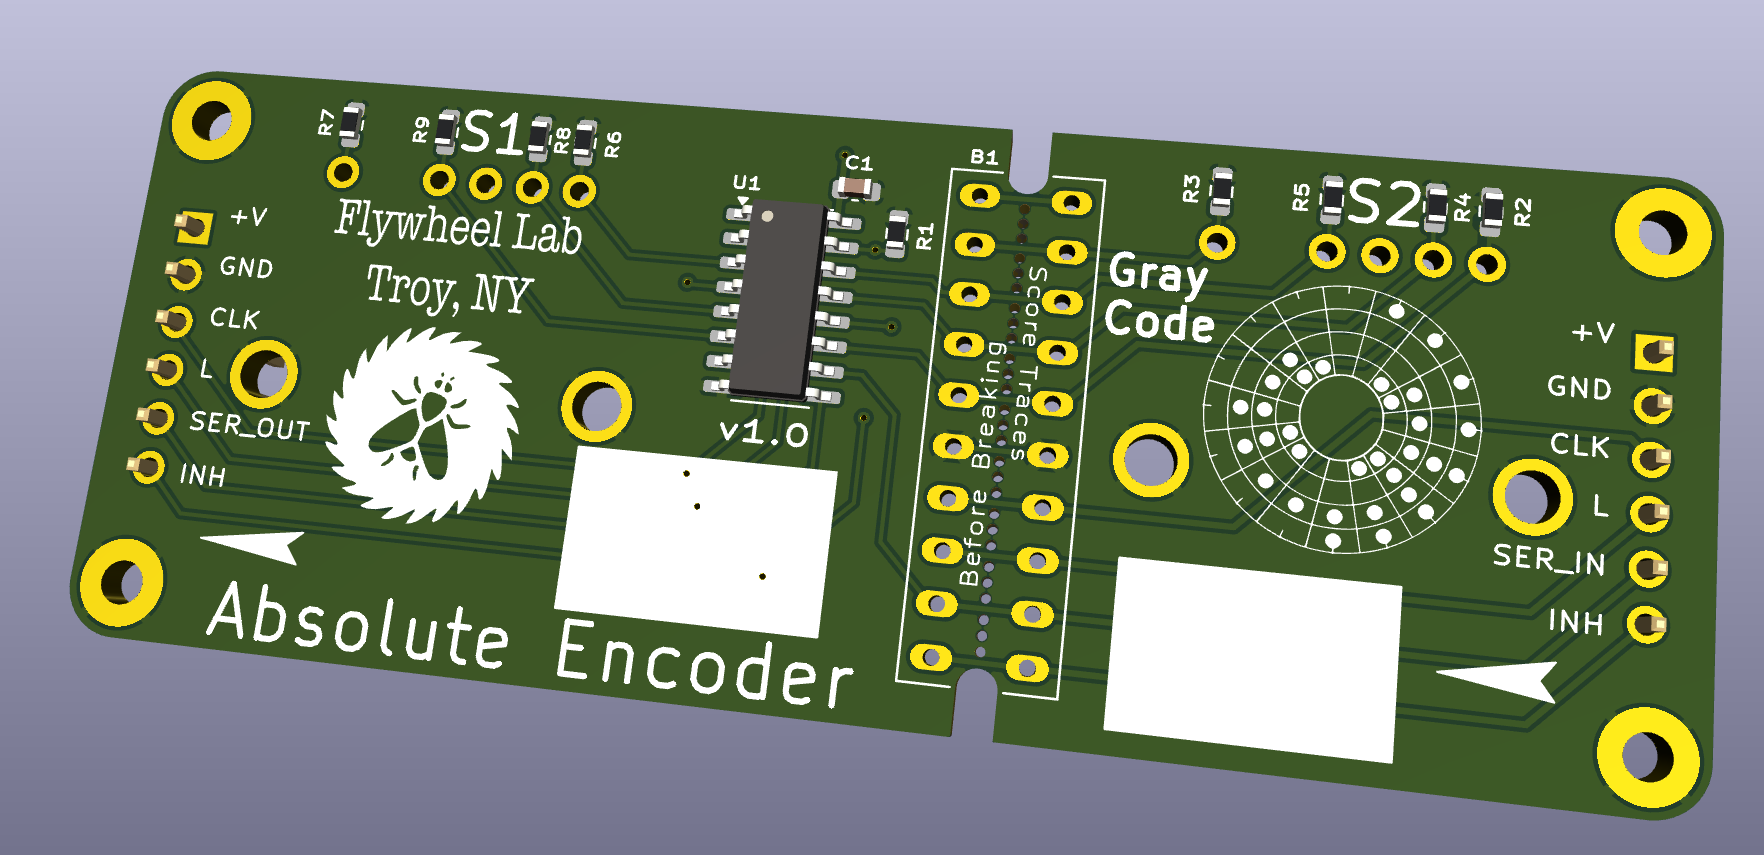 R7
R9
S1
R8
R6
Flywheel Lab
Troy, NY
+V
GND
CLK
L
SER_OUT
INH
U1
C1
R1
v1.0
Absolute Encoder
B1
Score Traces
Before Breaking
R3
R5
S2
R4
R2
Gray
Code
+V
GND
CLK
L
SER_IN
INH